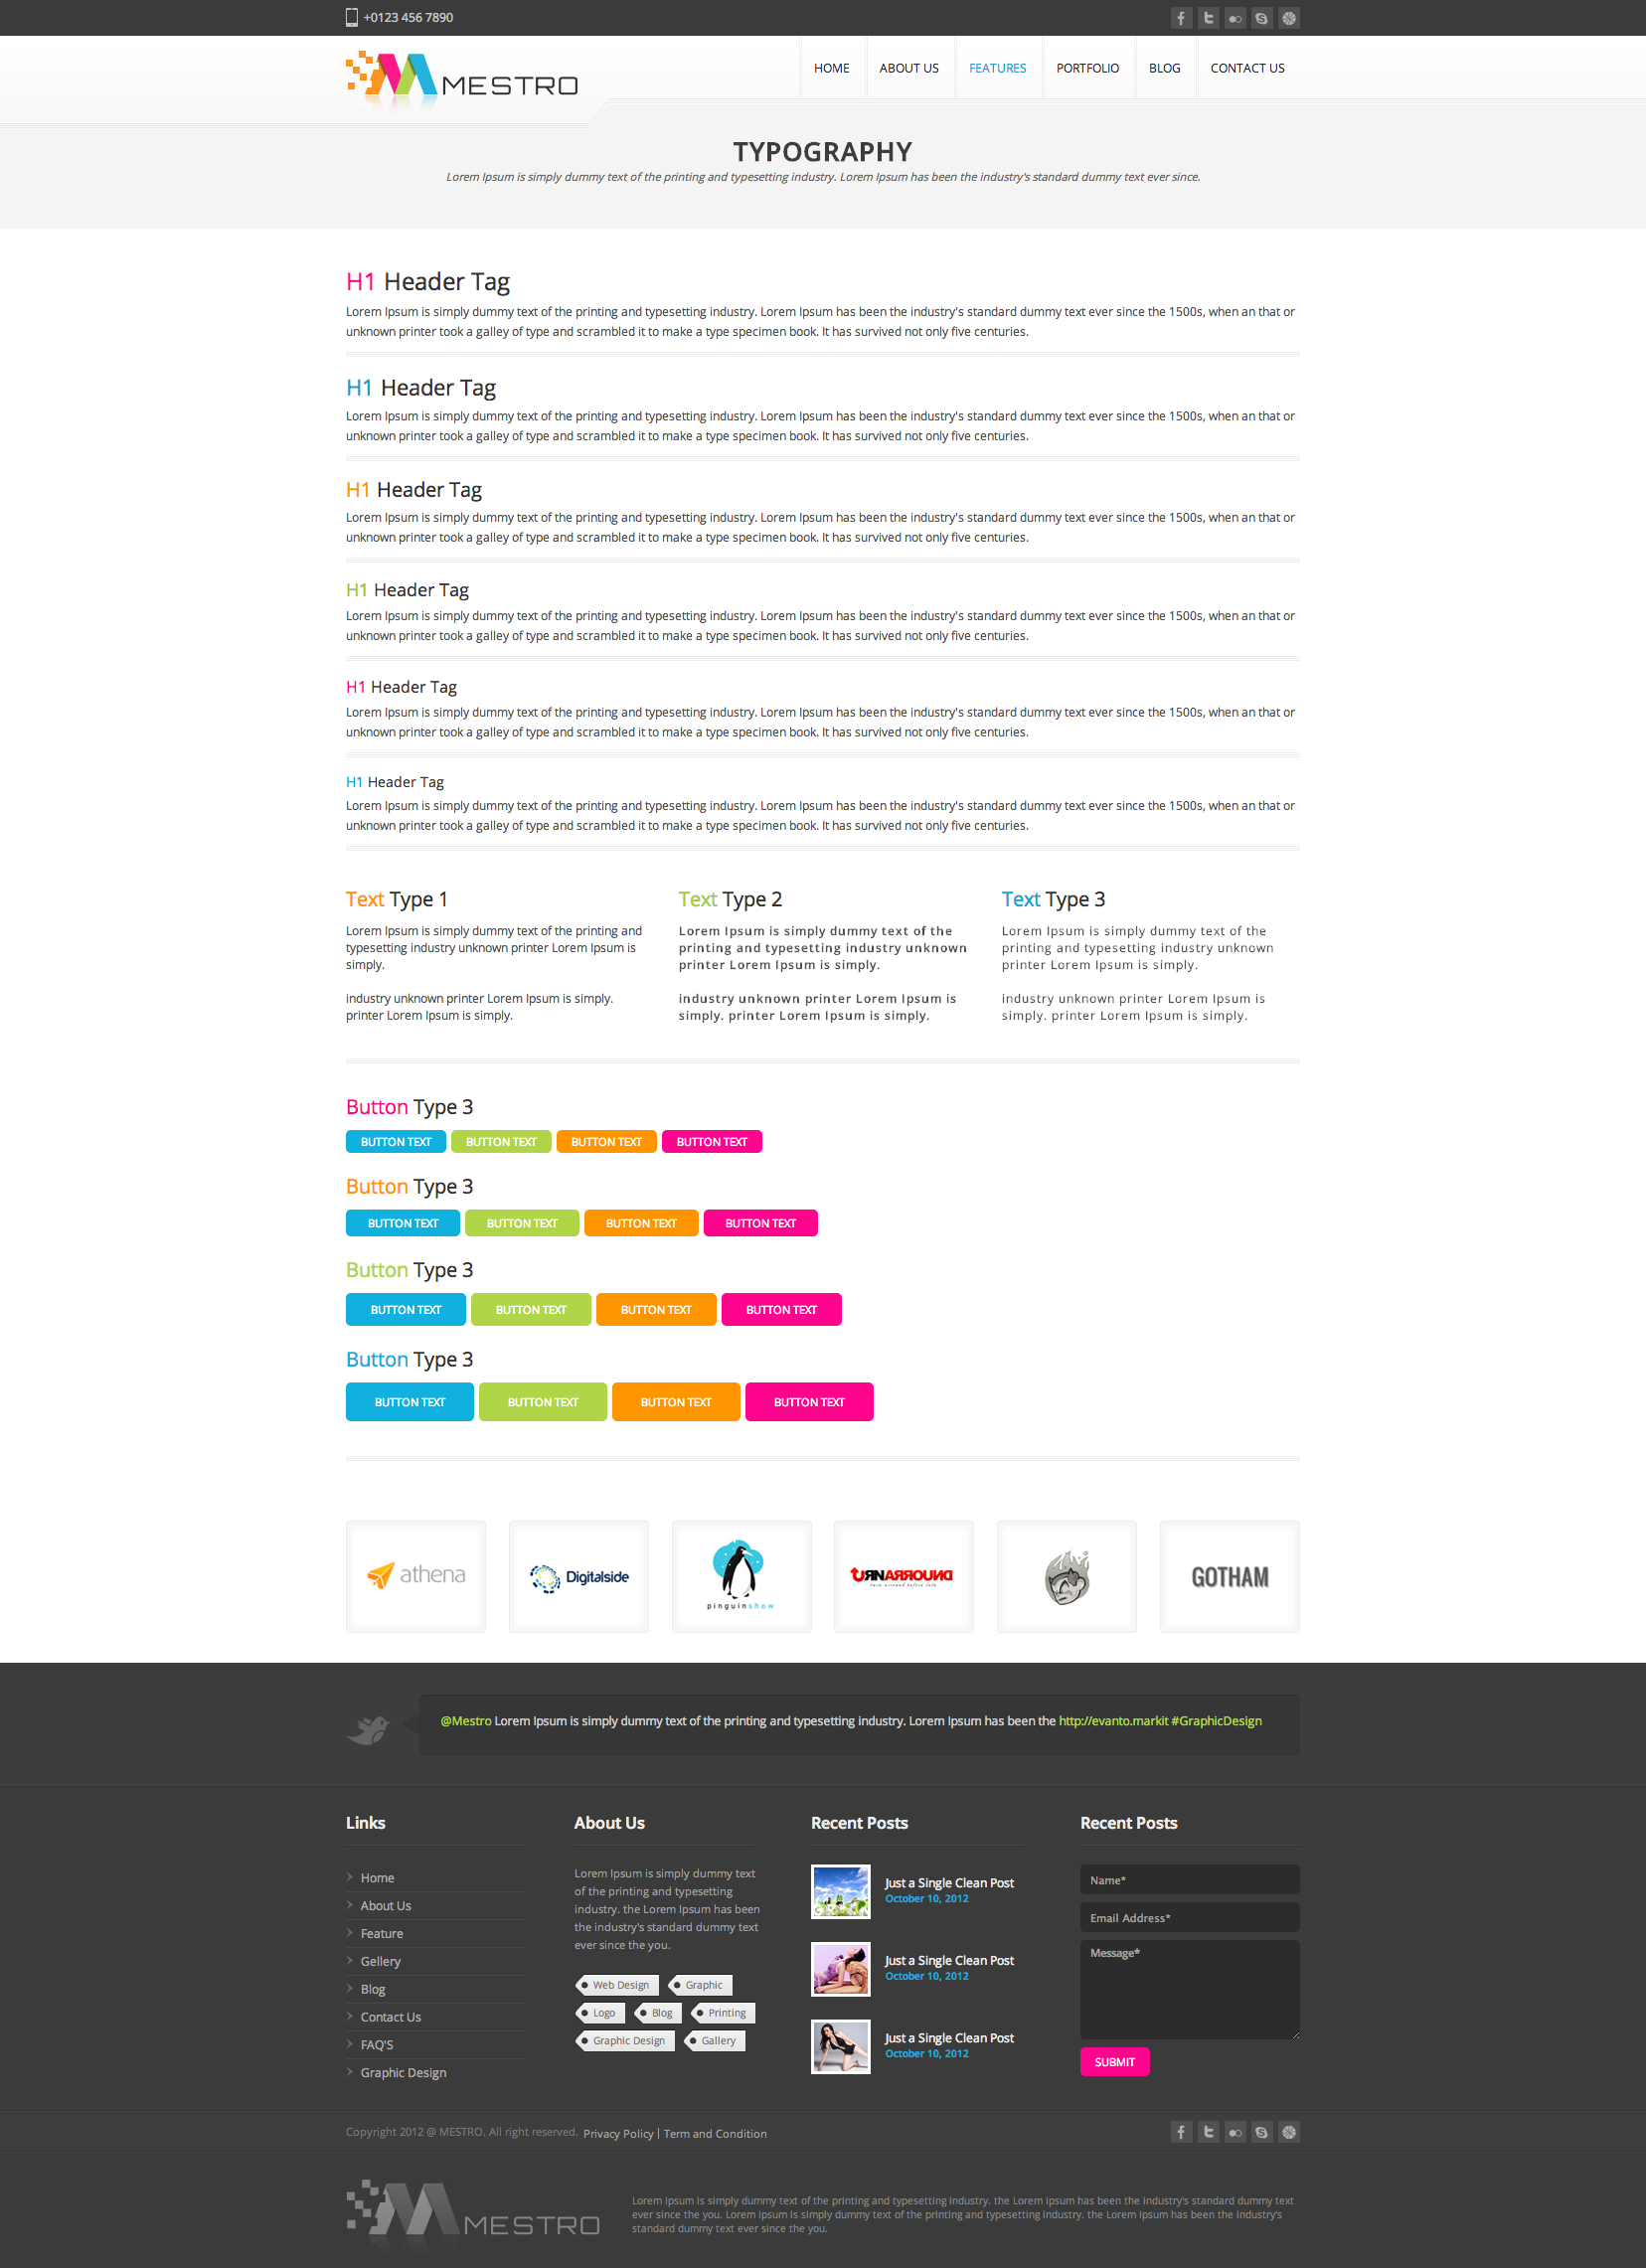 +0123 456 7890
MESTRO
HOME ABOUT US FEATURES PORTFOLIO BLOG CONTACT US
TYPOGRAPHY
Lorem Ipsum is simply dummy text of the printing and typesetting industry. Lorem Ipsum has been the industry's standard dummy text ever since.
H1 Header Tag
Lorem Ipsum is simply dummy text of the printing and typesetting industry. Lorem Ipsum has been the industry's standard dummy text ever since the 1500s, when an that or
unknown printer took a galley of type and scrambled it to make a type specimen book. It has survived not only five centuries.
H1 Header Tag
Lorem Ipsum is simply dummy text of the printing and typesetting industry. Lorem Ipsum has been the industry's standard dummy text ever since the 1500s, when an that or
unknown printer took a galley of type and scrambled it to make a type specimen book. It has survived not only five centuries.
H1 Header Tag
Lorem Ipsum is simply dummy text of the printing and typesetting industry. Lorem Ipsum has been the industry's standard dummy text ever since the 1500s, when an that or
unknown printer took a galley of type and scrambled it to make a type specimen book. It has survived not only five centuries.
H1 Header Tag
Lorem Ipsum is simply dummy text of the printing and typesetting industry. Lorem Ipsum has been the industry's standard dummy text ever since the 1500s, when an that or
unknown printer took a galley of type and scrambled it to make a type specimen book. It has survived not only five centuries.
H1 Header Tag
Lorem Ipsum is simply dummy text of the printing and typesetting industry. Lorem Ipsum has been the industry's standard dummy text ever since the 1500s, when an that or
unknown printer took a galley of type and scrambled it to make a type specimen book. It has survived not only five centuries.
H1 Header Tag
Lorem Ipsum is simply dummy text of the printing and typesetting industry. Lorem Ipsum has been the industry's standard dummy text ever since the 1500s, when an that or
unknown printer took a galley of type and scrambled it to make a type specimen book. It has survived not only five centuries.
Text Type 1
Lorem Ipsum is simply dummy text of the printing and
typesetting industry unknown printer Lorem Ipsum is
simply.
industry unknown printer Lorem Ipsum is simply.
printer Lorem Ipsum is simply.
Text Type 2
Lorem Ipsum is simply dummy text of the
printing and typesetting industry unknown
printer Lorem Ipsum is simply.
industry unknown printer Lorem Ipsum is
simply. printer Lorem Ipsum is simply.
Text Type 3
Lorem Ipsum is simply dummy text of the
printing and typesetting industry unknown
printer Lorem Ipsum is simply.
industry unknown printer Lorem Ipsum is
simply. printer Lorem Ipsum is simply.
Button Type 3
BUTTON TEXT BUTTON TEXT BUTTON TEXT BUTTON TEXT
Button Type 3
BUTTON TEXT BUTTON TEXT BUTTON TEXT BUTTON TEXT
Button Type 3
BUTTON TEXT BUTTON TEXT BUTTON TEXT BUTTON TEXT
Button Type 3
BUTTON TEXT BUTTON TEXT BUTTON TEXT BUTTON TEXT
athena
Digitalside
pinguinshow
TURNARROUND
turn arround before late
GOTHAM
@Mestro Lorem Ipsum is simply dummy text of the printing and typesetting industry. Lorem Ipsum has been the http://evanto.markit #GraphicDesign
Links
Home
About Us
Feature
Gellery
Blog
Contact Us
FAQ'S
Graphic Design
About Us
Lorem Ipsum is simply dummy text
of the printing and typesetting
industry. the Lorem Ipsum has been
the industry's standard dummy text
ever since the you.
Web Design Graphic
Logo Blog Printing
Graphic Design Gallery
Recent Posts
Just a Single Clean Post
October 10, 2012
Just a Single Clean Post
October 10, 2012
Just a Single Clean Post
October 10, 2012
Recent Posts
Name*
Email Address*
Message*
SUBMIT
Copyright 2012 @ MESTRO. All right reserved. Privacy Policy | Term and Condition
MESTRO
Lorem Ipsum is simply dummy text of the printing and typesetting industry. the Lorem Ipsum has been the industry's standard dummy text
ever since the you. Lorem Ipsum is simply dummy text of the printing and typesetting industry. the Lorem Ipsum has been the industry's
standard dummy text ever since the you.